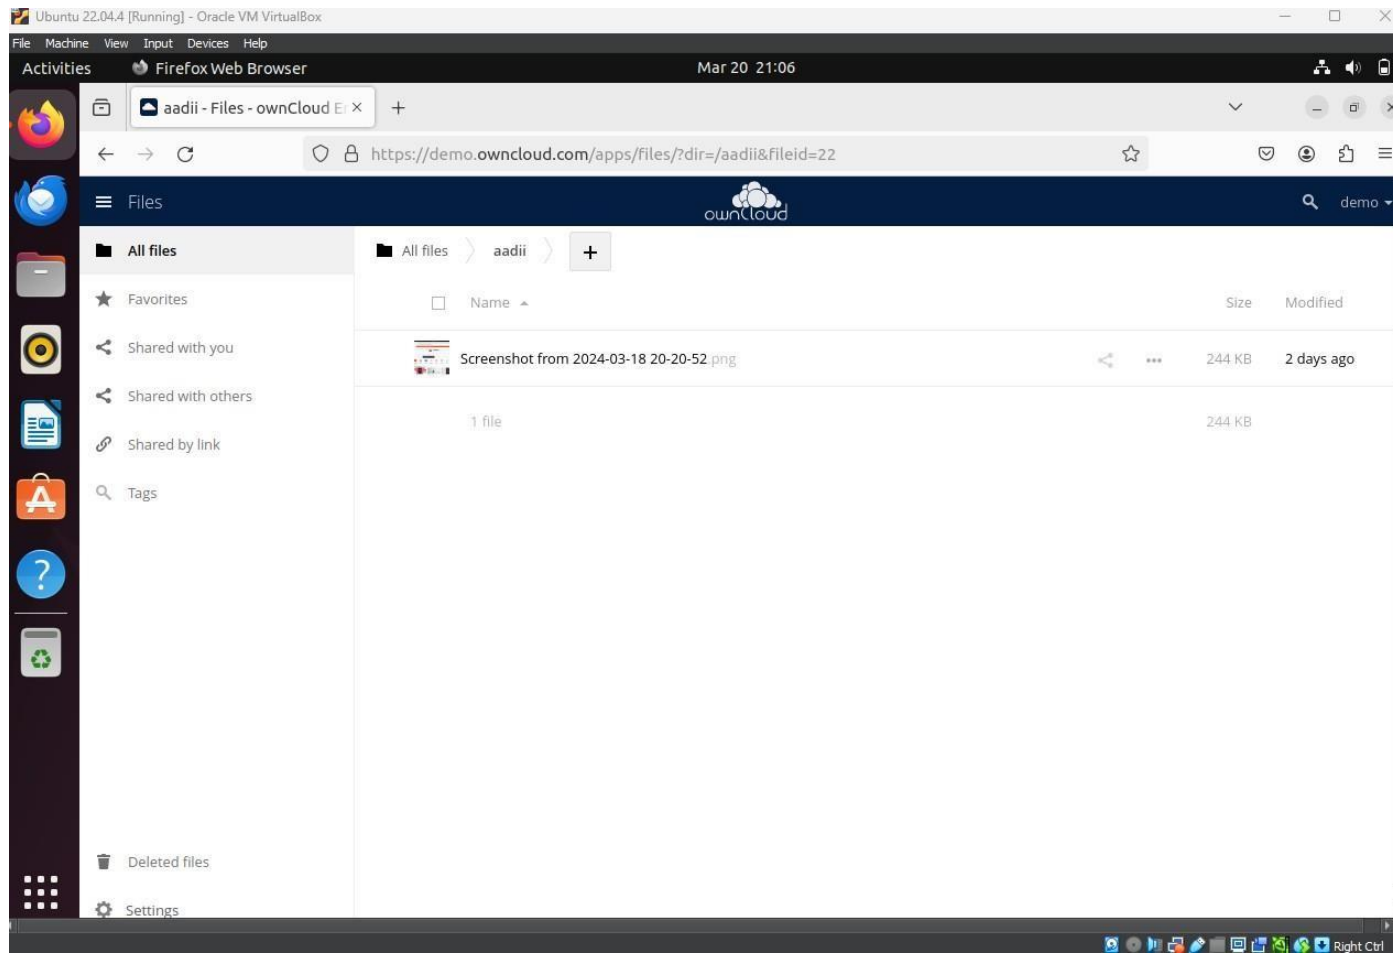 Ubuntu 22.04.4 [Running] - Oracle VM VirtualBox
File Machine View Input Devices Help
Activities Firefox Web Browser Mar 20 21:06
aadii - Files - ownCloud
https://demo.owncloud.com/apps/files/?dir=/aadii&fileid=22
Files ownCloud demo
All files All files aadii +
Favorites Name Size Modified
Shared with you Screenshot from 2024-03-18 20-20-52.png 244 KB 2 days ago
Shared with others
1 file 244 KB
Shared by link
Tags
Deleted files
Settings
Right Ctrl